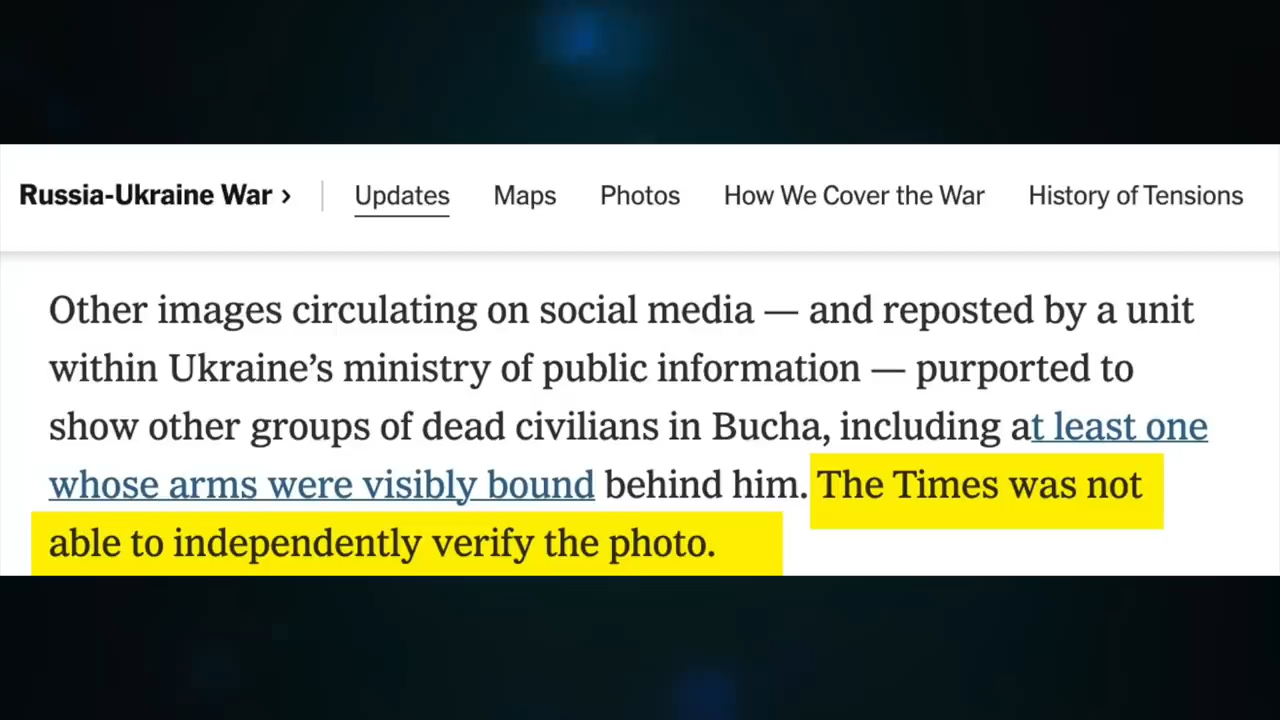 Russia-Ukraine War › Updates Maps Photos How We Cover the War History of Tensions
Other images circulating on social media — and reposted by a unit
within Ukraine’s ministry of public information — purported to
show other groups of dead civilians in Bucha, including at least one
whose arms were visibly bound behind him. The Times was not
able to independently verify the photo.